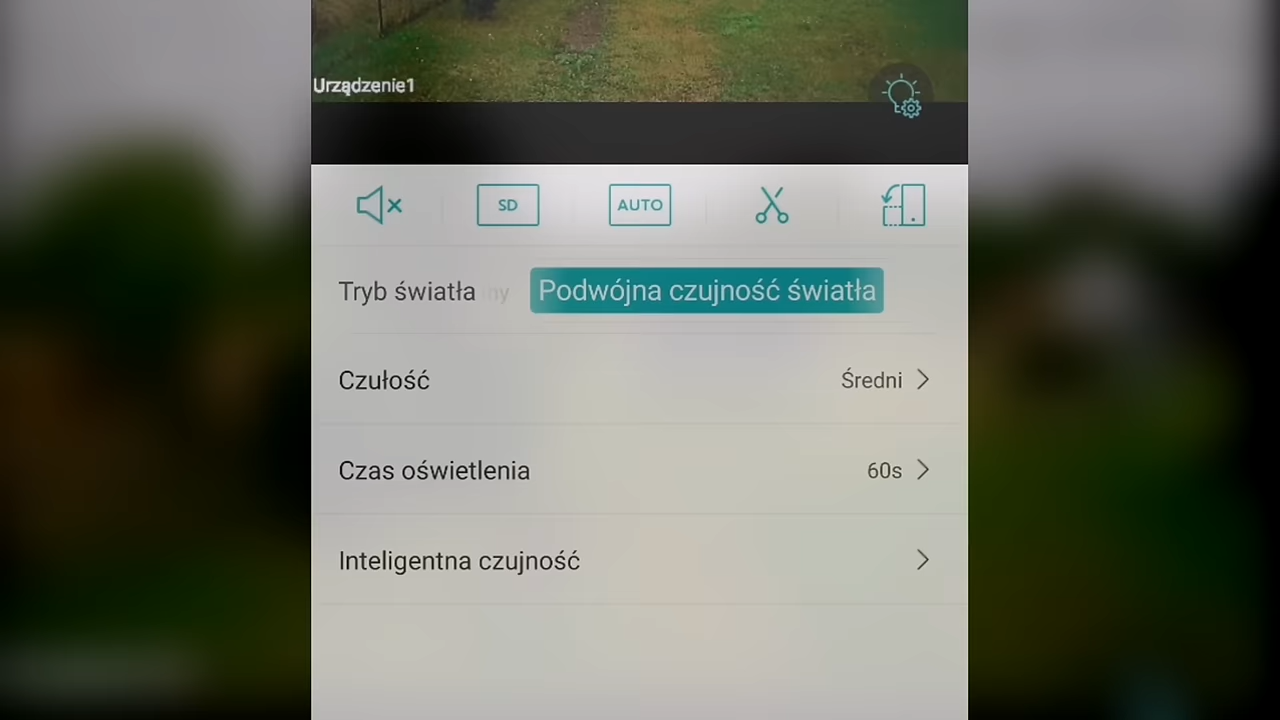 Urządzenie1
SD
AUTO
Tryb światła
Podwójna czujność światła
Czułość
Średni
Czas oświetlenia
60s
Inteligentna czujność